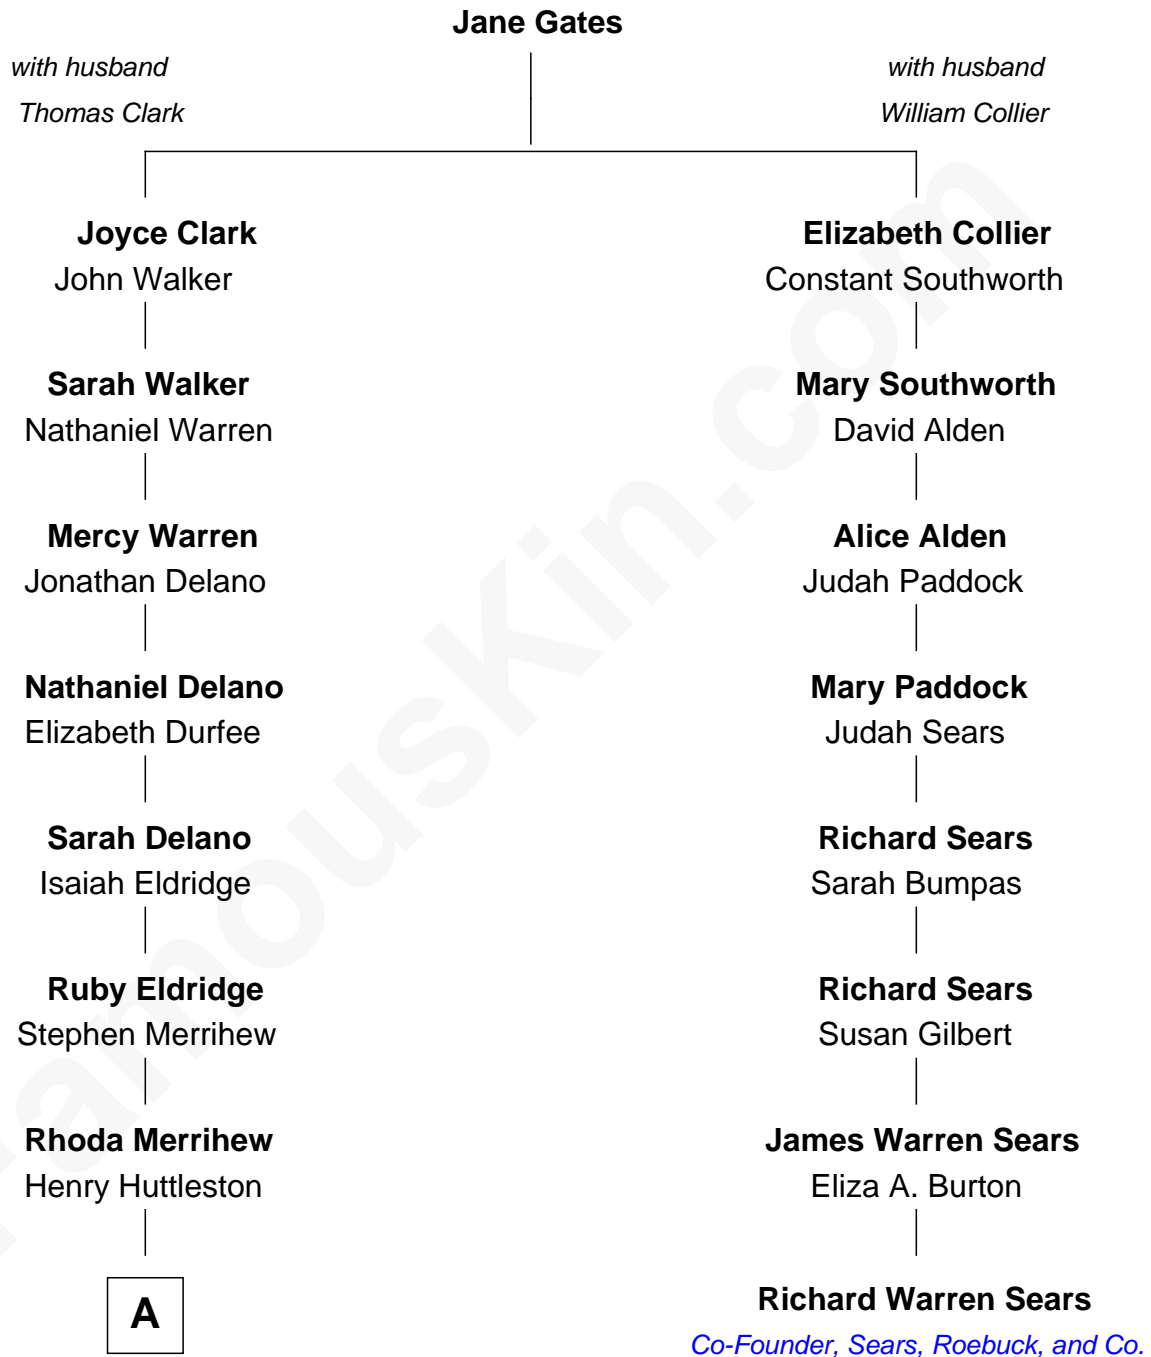 Jane Gates
with husband
Thomas Clark
with husband
William Collier
Joyce Clark
John Walker
Sarah Walker
Nathaniel Warren
Mercy Warren
Jonathan Delano
Nathaniel Delano
Elizabeth Durfee
Sarah Delano
Isaiah Eldridge
Ruby Eldridge
Stephen Merrihew
Rhoda Merrihew
Henry Huttleston
A
Elizabeth Collier
Constant Southworth
Mary Southworth
David Alden
Alice Alden
Judah Paddock
Mary Paddock
Judah Sears
Richard Sears
Sarah Bumpas
Richard Sears
Susan Gilbert
James Warren Sears
Eliza A. Burton
Richard Warren Sears
Co-Founder, Sears, Roebuck, and Co.
FamousKin.com